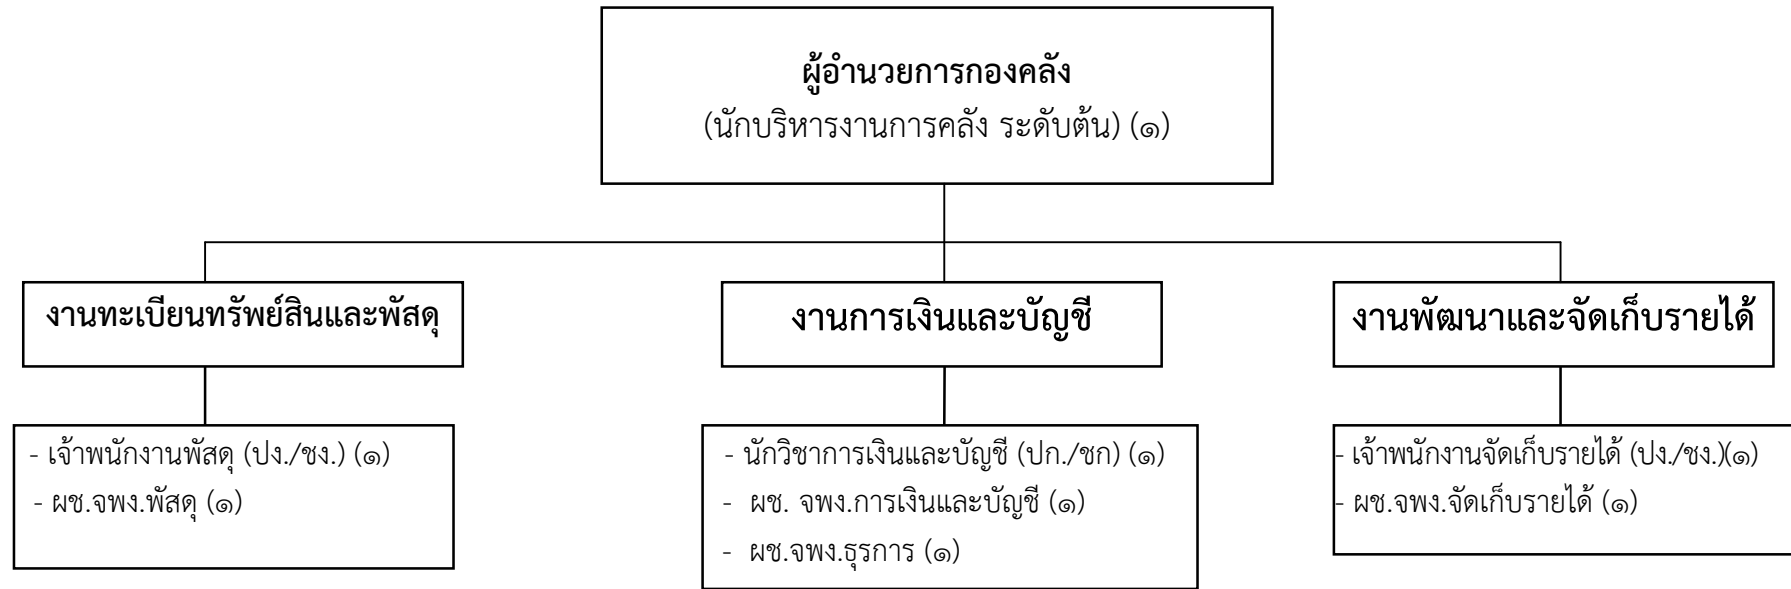 ผู้อำนวยการกองคลัง
(นักบริหารงานการคลัง ระดับต้น) (๑)
งานทะเบียนทรัพย์สินและพัสดุ
- เจ้าพนักงานพัสดุ (ปง./ชง.) (๑)
- ผช.จพง.พัสดุ (๑)
งานการเงินและบัญชี
- นักวิชาการเงินและบัญชี (ปก./ชก) (๑)
- ผช. จพง.การเงินและบัญชี (๑)
- ผช.จพง.ธุรการ (๑)
งานพัฒนาและจัดเก็บรายได้
- เจ้าพนักงานจัดเก็บรายได้ (ปง./ชง.)(๑)
- ผช.จพง.จัดเก็บรายได้ (๑)